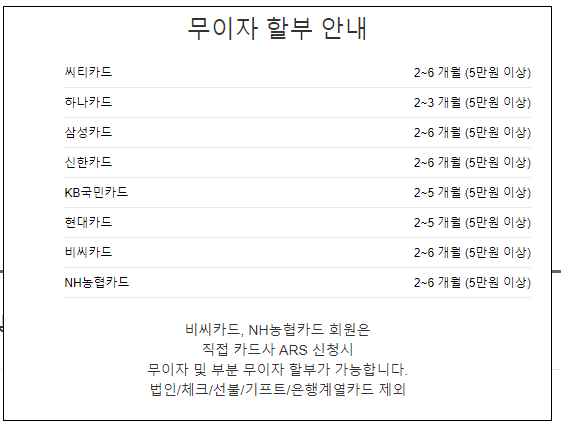 무이자 할부 안내
씨티카드 2~6 개월 (5만원 이상)
하나카드 2~3 개월 (5만원 이상)
삼성카드 2~6 개월 (5만원 이상)
신한카드 2~6 개월 (5만원 이상)
KB국민카드 2~5 개월 (5만원 이상)
현대카드 2~5 개월 (5만원 이상)
비씨카드 2~6 개월 (5만원 이상)
NH농협카드 2~6 개월 (5만원 이상)
비씨카드, NH농협카드 회원은
직접 카드사 ARS 신청시
무이자 및 부분 무이자 할부가 가능합니다.
법인/체크/선불/기프트/은행계열카드 제외